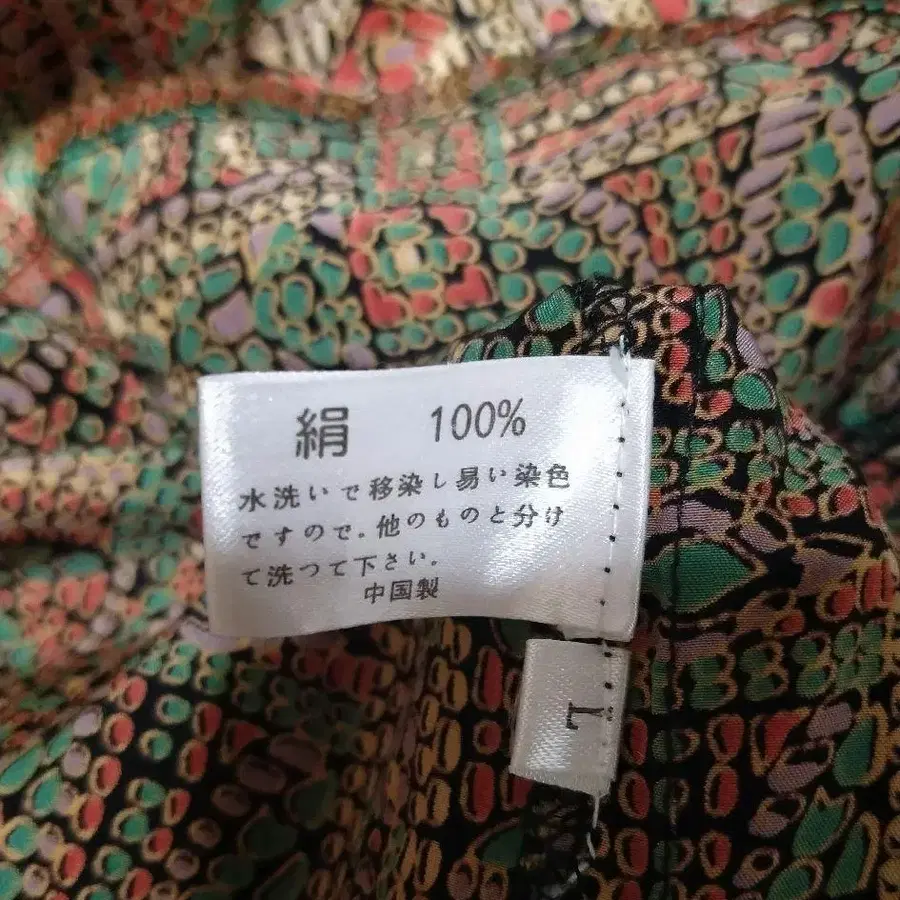 絹 100%
水洗いで移染し易い染色
ですので。他のものと分け
て洗つて下さい。
中国製
L